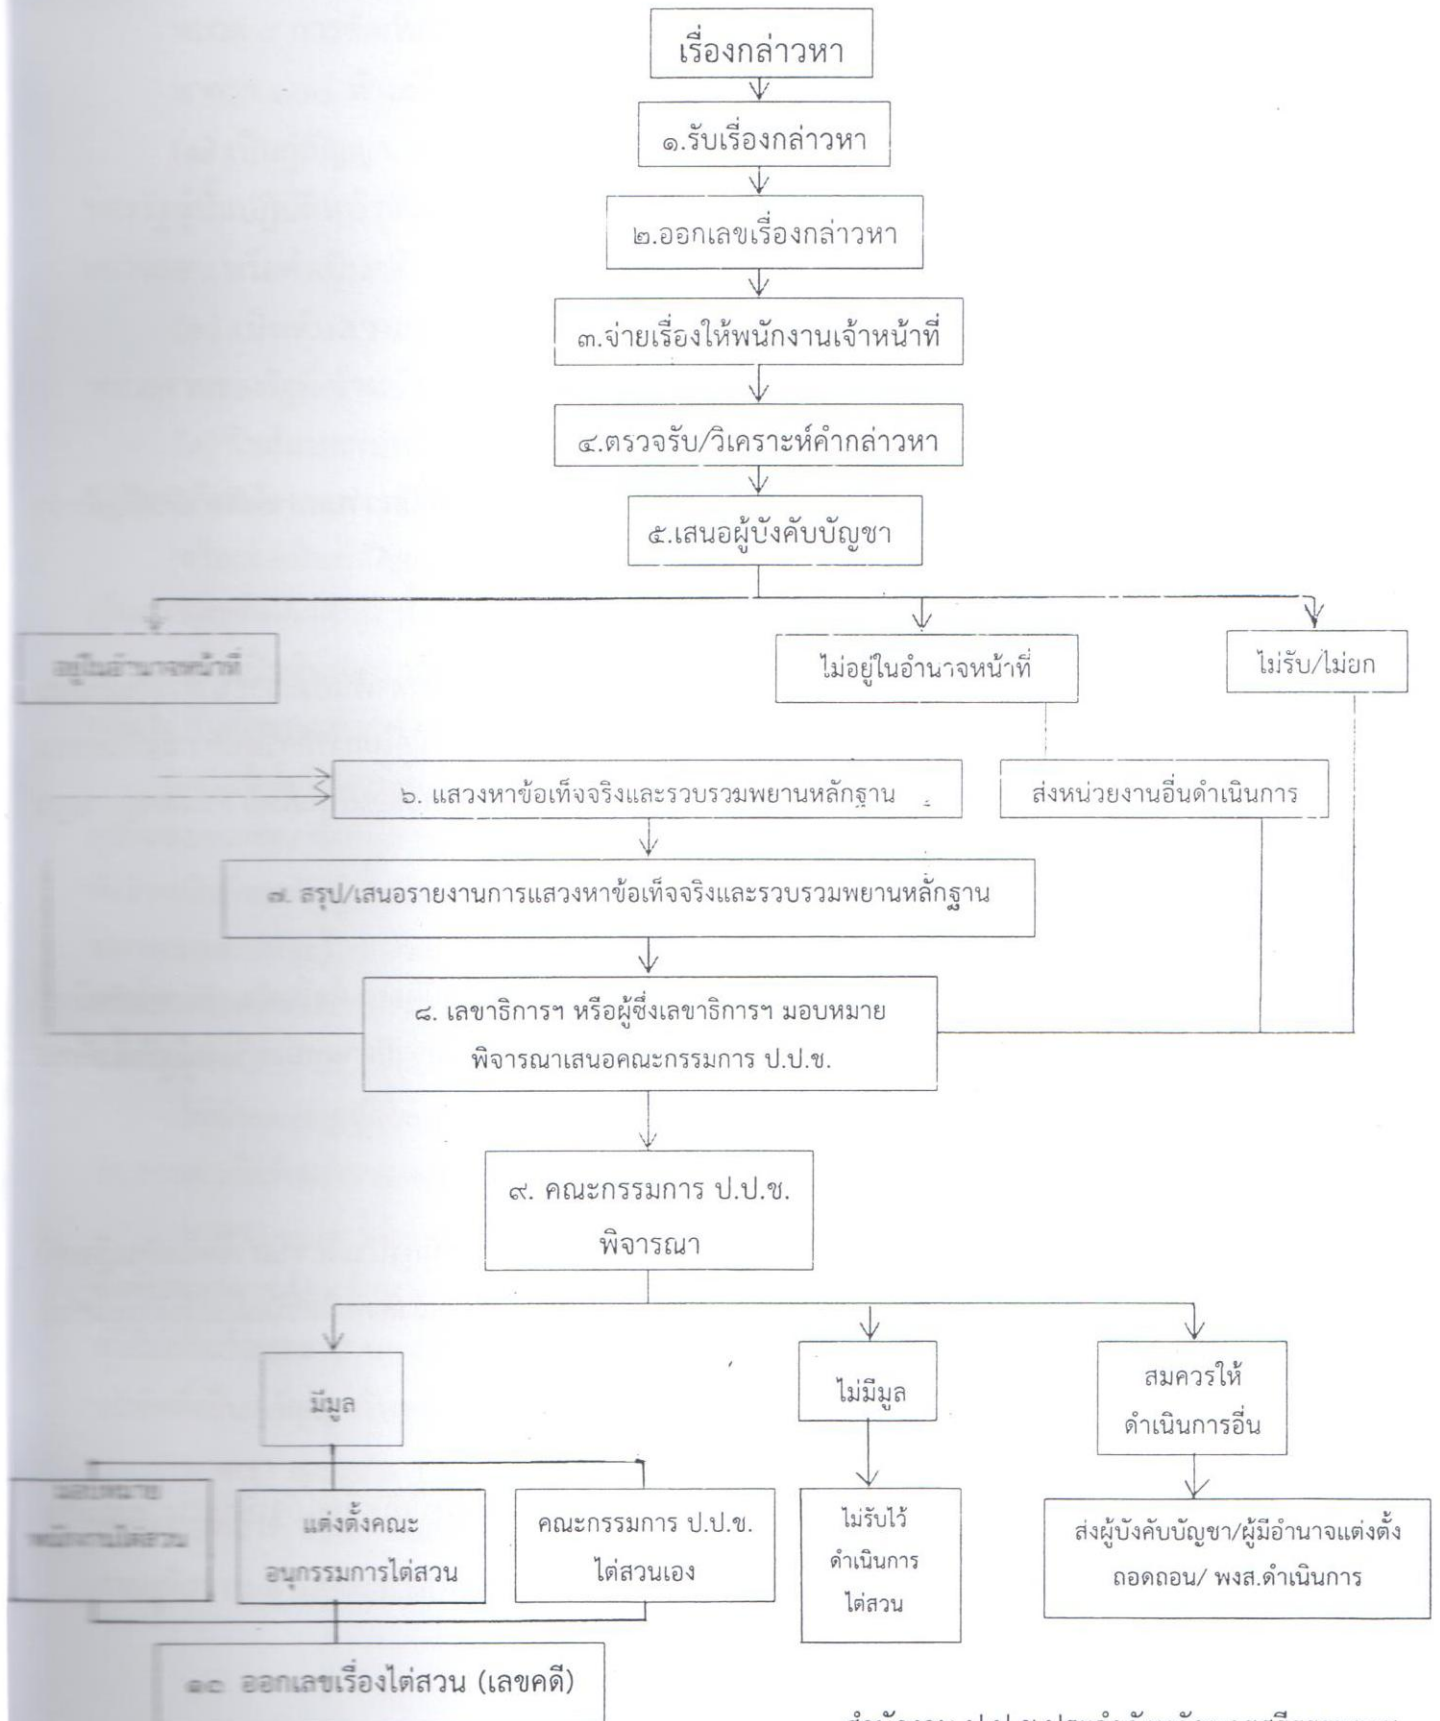 เรื่องกล่าวหา
๑.รับเรื่องกล่าวหา
๒.ออกเลขเรื่องกล่าวหา
๓.จ่ายเรื่องให้พนักงานเจ้าหน้าที่
๔.ตรวจรับ/วิเคราะห์คำกล่าวหา
๕.เสนอผู้บังคับบัญชา
อยู่ในอำนาจหน้าที่
ไม่อยู่ในอำนาจหน้าที่
ไม่รับ/ไม่ยก
๖. แสวงหาข้อเท็จจริงและรวบรวมพยานหลักฐาน
ส่งหน่วยงานอื่นดำเนินการ
๗. สรุป/เสนอรายงานการแสวงหาข้อเท็จจริงและรวบรวมพยานหลักฐาน
๘. เลขาธิการฯ หรือผู้ซึ่งเลขาธิการฯ มอบหมาย
พิจารณาเสนอคณะกรรมการ ป.ป.ช.
๙. คณะกรรมการ ป.ป.ช.
พิจารณา
มีมูล
ไม่มีมูล
สมควรให้
ดำเนินการอื่น
มอบหมาย
พนักงานไต่สวน
แต่งตั้งคณะ
อนุกรรมการไต่สวน
คณะกรรมการ ป.ป.ช.
ไต่สวนเอง
ไม่รับไว้
ดำเนินการ
ไต่สวน
ส่งผู้บังคับบัญชา/ผู้มีอำนาจแต่งตั้ง
ถอดถอน/ พงส.ดำเนินการ
๑๐. ออกเลขเรื่องไต่สวน (เลขคดี)